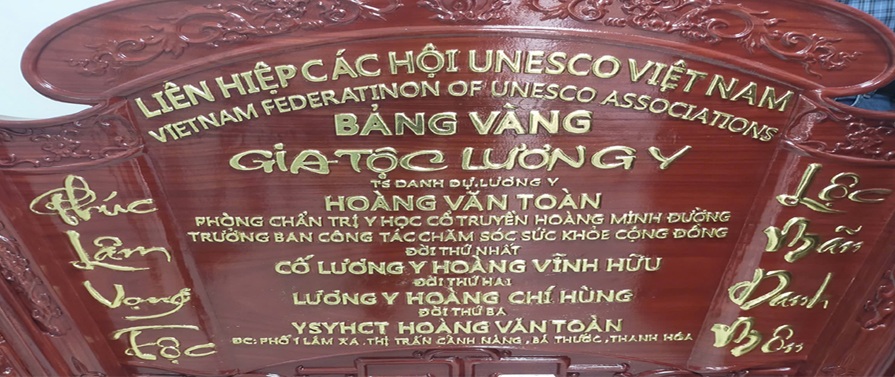 LIÊN HIỆP CÁC HỘI UNESCO VIỆT NAM
VIETNAM FEDERATINON OF UNESCO ASSOCIATIONS
BẢNG VÀNG
GIA TỘC LƯƠNG Y
TS DANH DỰ, LƯƠNG Y
HOÀNG VĂN TOÀN
PHÒNG CHẨN TRỊ Y HỌC CỔ TRUYỀN HOÀNG MINH ĐƯỜNG
TRƯỞNG BAN CÔNG TÁC CHĂM SÓC SỨC KHỎE CỘNG ĐỒNG
ĐỜI THỨ NHẤT
CỐ LƯƠNG Y HOÀNG VĨNH HỮU
ĐỜI THỨ HAI
LƯƠNG Y HOÀNG CHÍ HÙNG
ĐỜI THỨ BA
YSYHCT HOÀNG VĂN TOÀN
ĐC: PHỐ 1 LÂM XA, THỊ TRẤN CÀNH NÀNG, BÁ THƯỚC, THANH HÓA
Phúc
Lâm
Vọng
Tộc
Lộc
Mãn
Danh
Môn